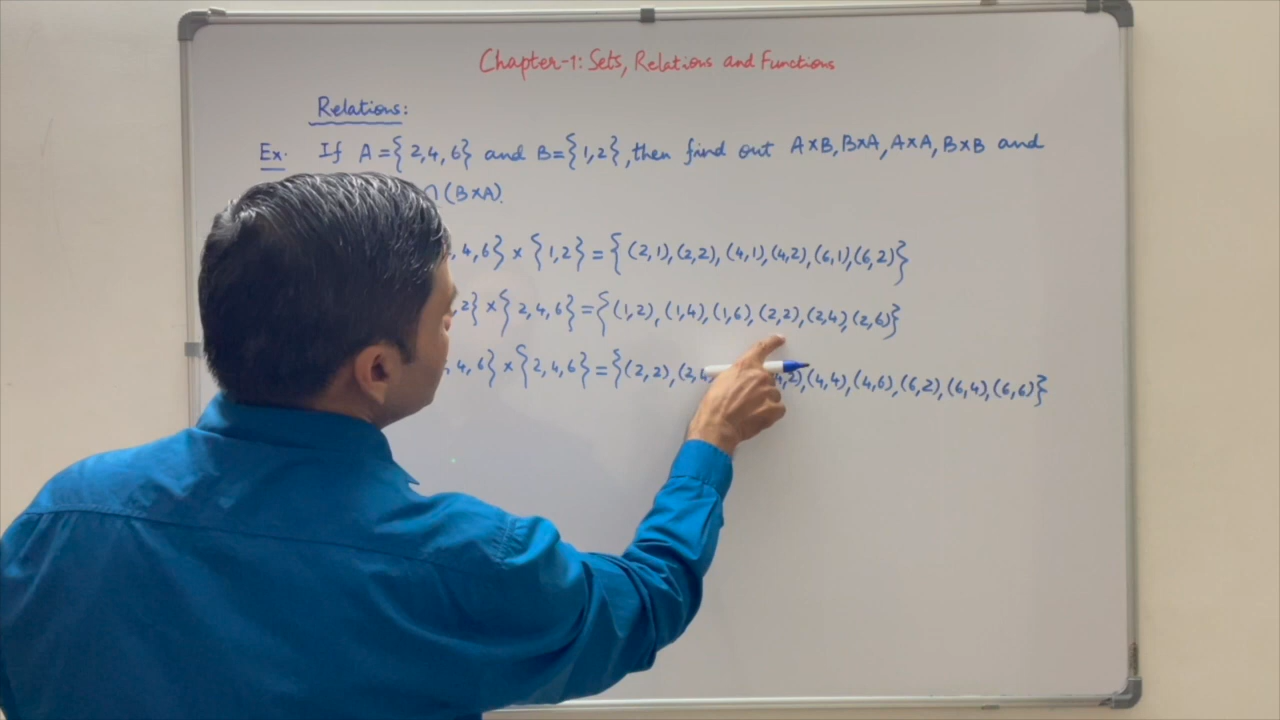 Chapter-1: Sets, Relations and Functions
Relations:
Ex. If A={2,4,6} and B={1,2}, then find out A×B, B×A, A×A, B×B and
∩(B×A).
,4,6} × {1,2} = {(2,1),(2,2),(4,1),(4,2),(6,1),(6,2)}
2} × {2,4,6} = {(1,2),(1,4),(1,6),(2,2),(2,4),(2,6)}
,4,6} × {2,4,6} = {(2,2),(2,4 ,2),(4,4),(4,6),(6,2),(6,4),(6,6)}